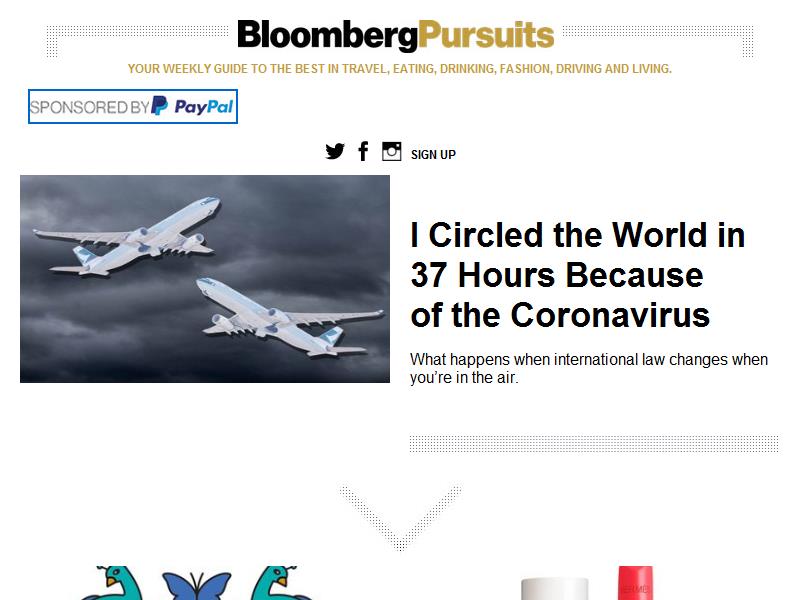 BloombergPursuits
YOUR WEEKLY GUIDE TO THE BEST IN TRAVEL, EATING, DRINKING, FASHION, DRIVING AND LIVING.
SPONSORED BY PayPal
SIGN UP
I Circled the World in
37 Hours Because
of the Coronavirus
What happens when international law changes when
you're in the air.